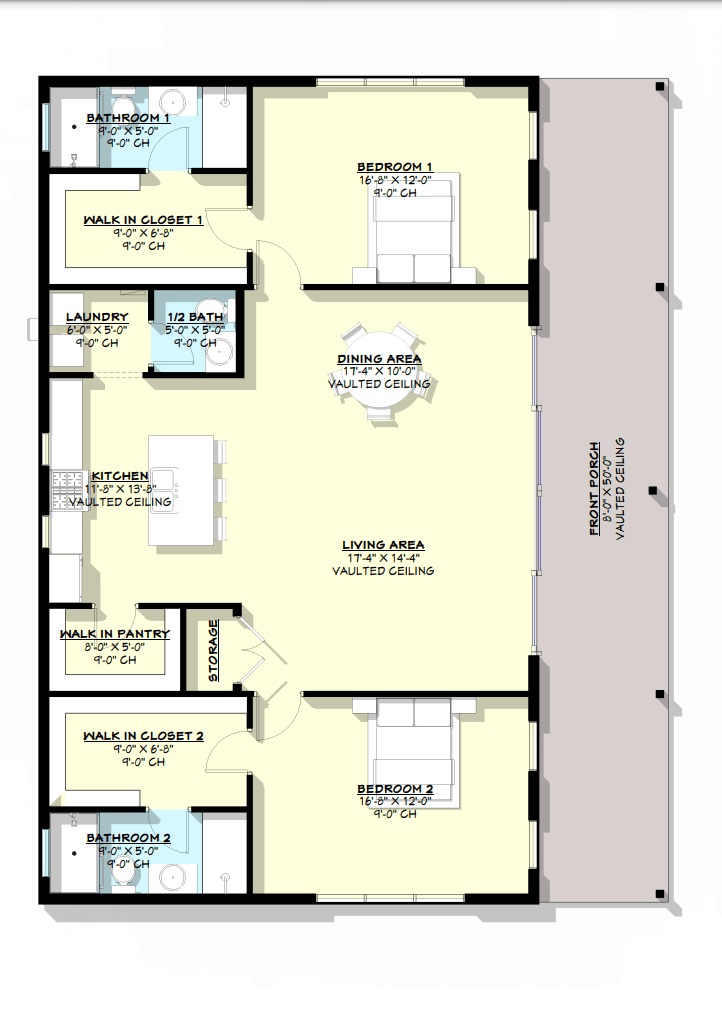 BATHROOM 1
9'-0" X 5'-0"
9'-0" CH
BEDROOM 1
16'-8" X 12'-0"
9'-0" CH
WALK IN CLOSET 1
9'-0" X 6'-8"
9'-0" CH
LAUNDRY
6'-0" X 5'-0"
9'-0" CH
1/2 BATH
5'-0" X 5'-0"
9'-0" CH
DINING AREA
17'-4" X 10'-0"
VAULTED CEILING
KITCHEN
11'-8" X 13'-8"
VAULTED CEILING
FRONT PORCH
8'-0" X 50'-0"
VAULTED CEILING
LIVING AREA
17'-4" X 14'-4"
VAULTED CEILING
WALK IN PANTRY
8'-0" X 5'-0"
9'-0" CH
STORAGE
WALK IN CLOSET 2
9'-0" X 6'-8"
9'-0" CH
BEDROOM 2
16'-8" X 12'-0"
9'-0" CH
BATHROOM 2
9'-0" X 5'-0"
9'-0" CH